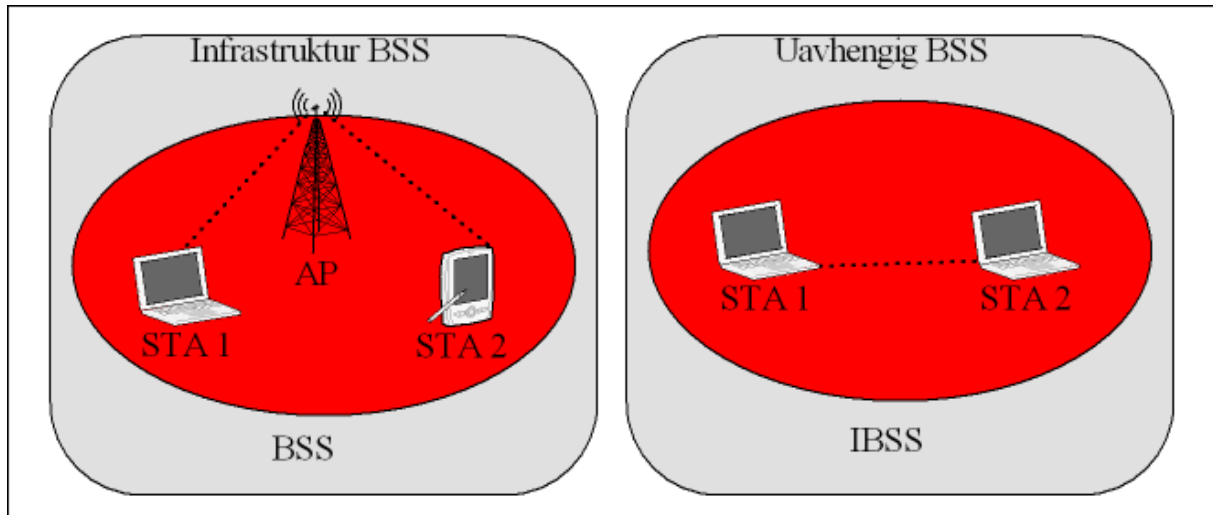 Infrastruktur BSS
AP
STA 1
STA 2
BSS
Uavhengig BSS
STA 1
STA 2
IBSS